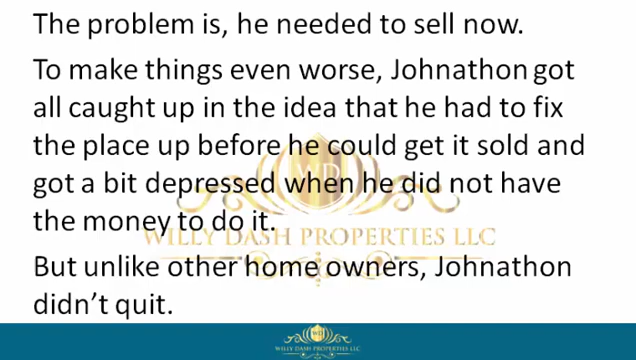 The problem is, he needed to sell now.
To make things even worse, Johnathon got
all caught up in the idea that he had to fix
the place up before he could get it sold and
got a bit depressed when he did not have
the money to do it.
WILLY DASH PROPERTIES LLC
But unlike other home owners, Johnathon
didn't quit.
WILLY DASH PROPERTIES LLC